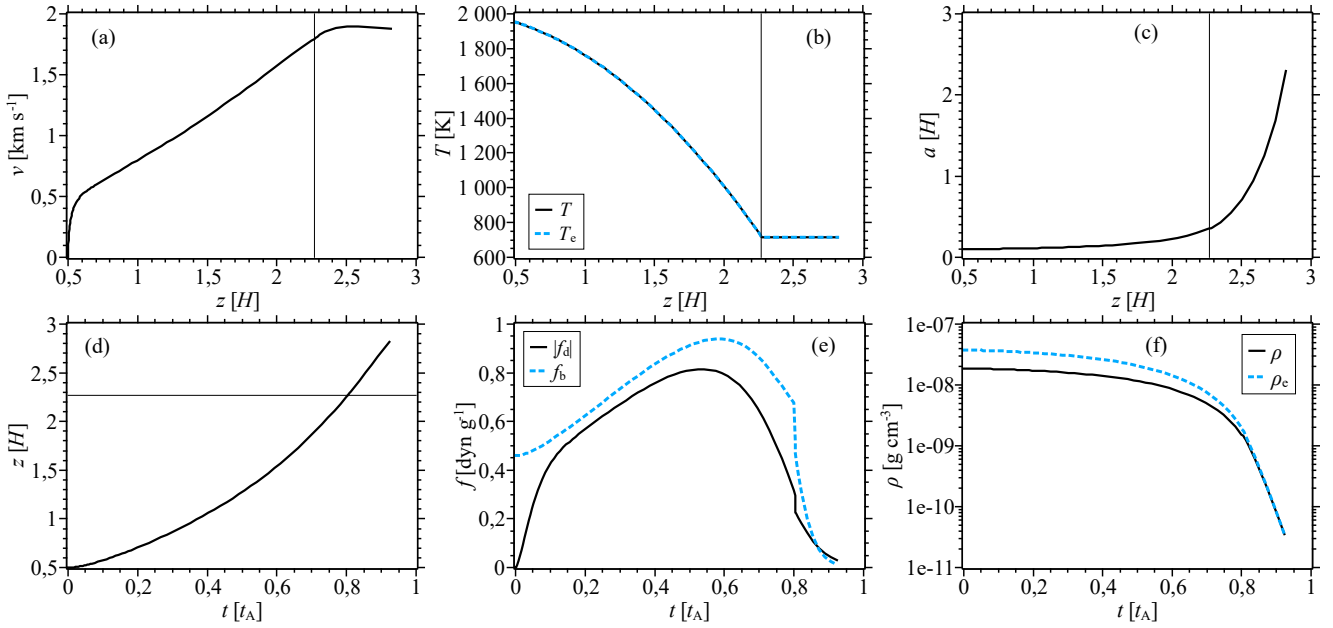 (a)
v [km s⁻¹]
2
1,5
1
0,5
0
0,5 1 1,5 2 2,5 3
z [H]
(b)
T [K]
2 000
1 800
1 600
1 400
1 200
1 000
800
600
T
Tₑ
0,5 1 1,5 2 2,5 3
z [H]
(c)
a [H]
3
2
1
0
0,5 1 1,5 2 2,5 3
z [H]
(d)
z [H]
3
2,5
2
1,5
1
0,5
0 0,2 0,4 0,6 0,8 1
t [t_A]
(e)
f [dyn g⁻¹]
1
0,8
0,6
0,4
0,2
0
|f_d|
f_b
0 0,2 0,4 0,6 0,8 1
t [t_A]
(f)
ρ [g cm⁻³]
1e-07
1e-08
1e-09
1e-10
1e-11
ρ
ρₑ
0 0,2 0,4 0,6 0,8 1
t [t_A]